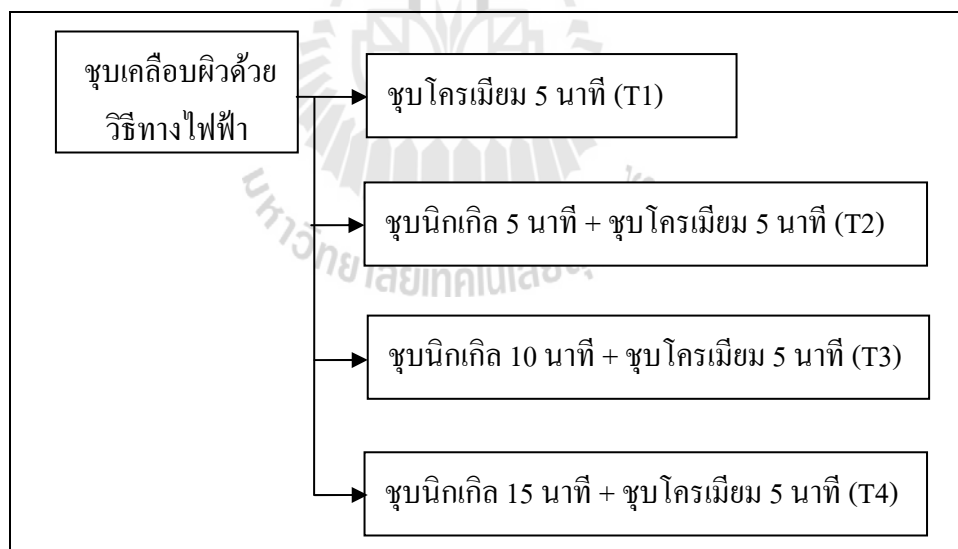 ชุบเคลือบผิวด้วย
วิธีทางไฟฟ้า
ชุบโครเมียม 5 นาที (T1)
ชุบนิกเกิล 5 นาที + ชุบโครเมียม 5 นาที (T2)
ชุบนิกเกิล 10 นาที + ชุบโครเมียม 5 นาที (T3)
ชุบนิกเกิล 15 นาที + ชุบโครเมียม 5 นาที (T4)